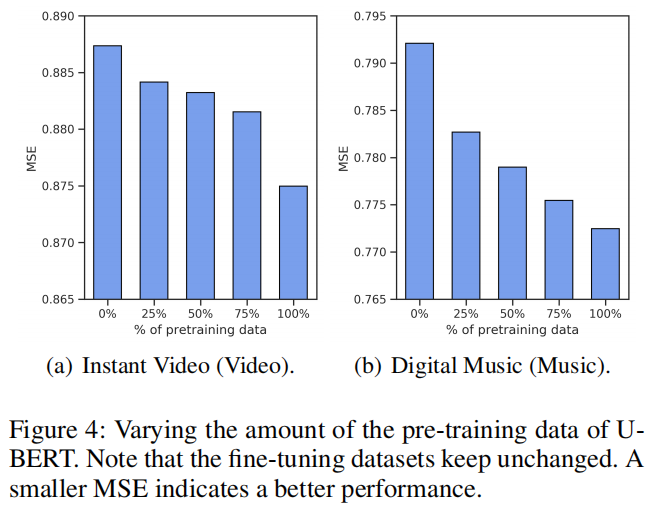 0.890
0.885
0.880
0.875
0.870
0.865
MSE
0% 25% 50% 75% 100%
% of pretraining data
(a) Instant Video (Video).
0.795
0.790
0.785
0.780
0.775
0.770
0.765
MSE
0% 25% 50% 75% 100%
% of pretraining data
(b) Digital Music (Music).
Figure 4: Varying the amount of the pre-training data of U-
BERT. Note that the fine-tuning datasets keep unchanged. A
smaller MSE indicates a better performance.